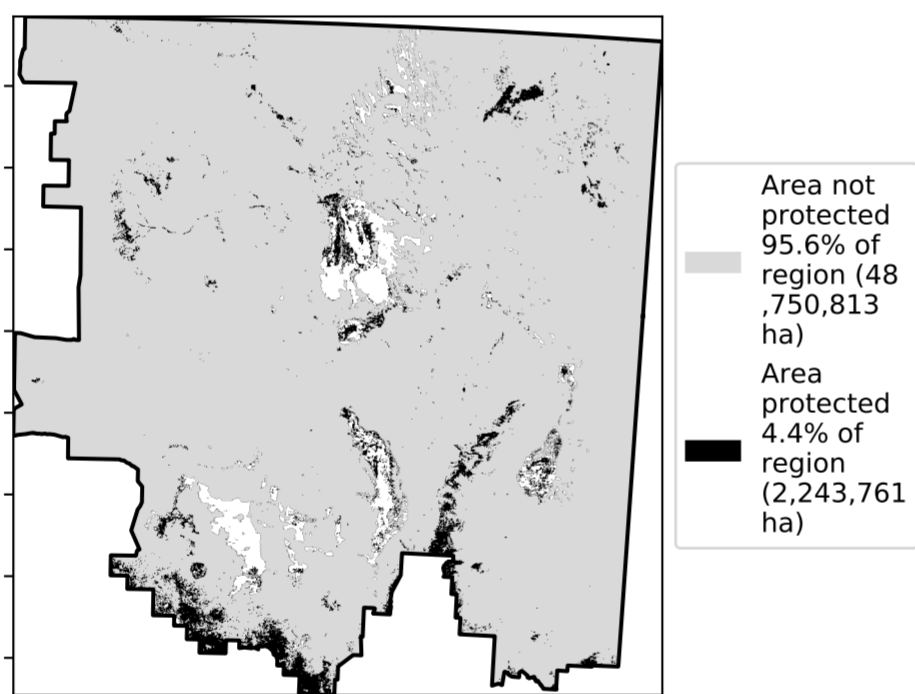 Area not
protected
95.6% of
region (48
,750,813
ha)
Area
protected
4.4% of
region
(2,243,761
ha)